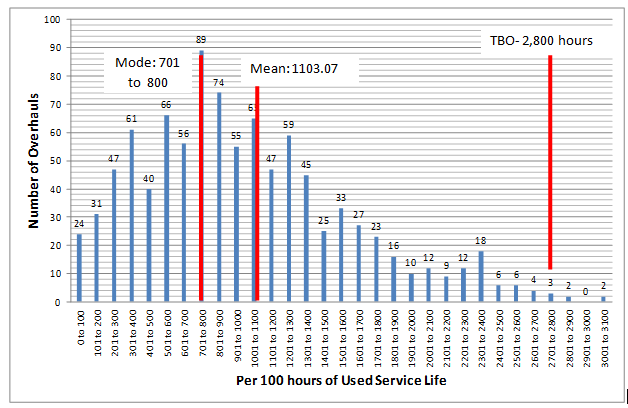 100
90
80
70
60
50
40
30
20
10
0
Number of Overhauls
Mode: 701
to 800
Mean: 1103.07
TBO- 2,800 hours
24
31
47
61
40
66
56
89
74
55
47
59
45
25
33
27
23
16
10
12
9
12
18
6
6
4
3
2
0
2
0 to 100
101 to 200
201 to 300
301 to 400
401 to 500
501 to 600
601 to 700
701 to 800
801 to 900
901 to 1000
1001 to 1100
1101 to 1200
1201 to 1300
1301 to 1400
1401 to 1500
1501 to 1600
1601 to 1700
1701 to 1800
1801 to 1900
1901 to 2000
2001 to 2100
2101 to 2200
2201 to 2300
2301 to 2400
2401 to 2500
2501 to 2600
2601 to 2700
2701 to 2800
2801 to 2900
2901 to 3000
3001 to 3100
Per 100 hours of Used Service Life